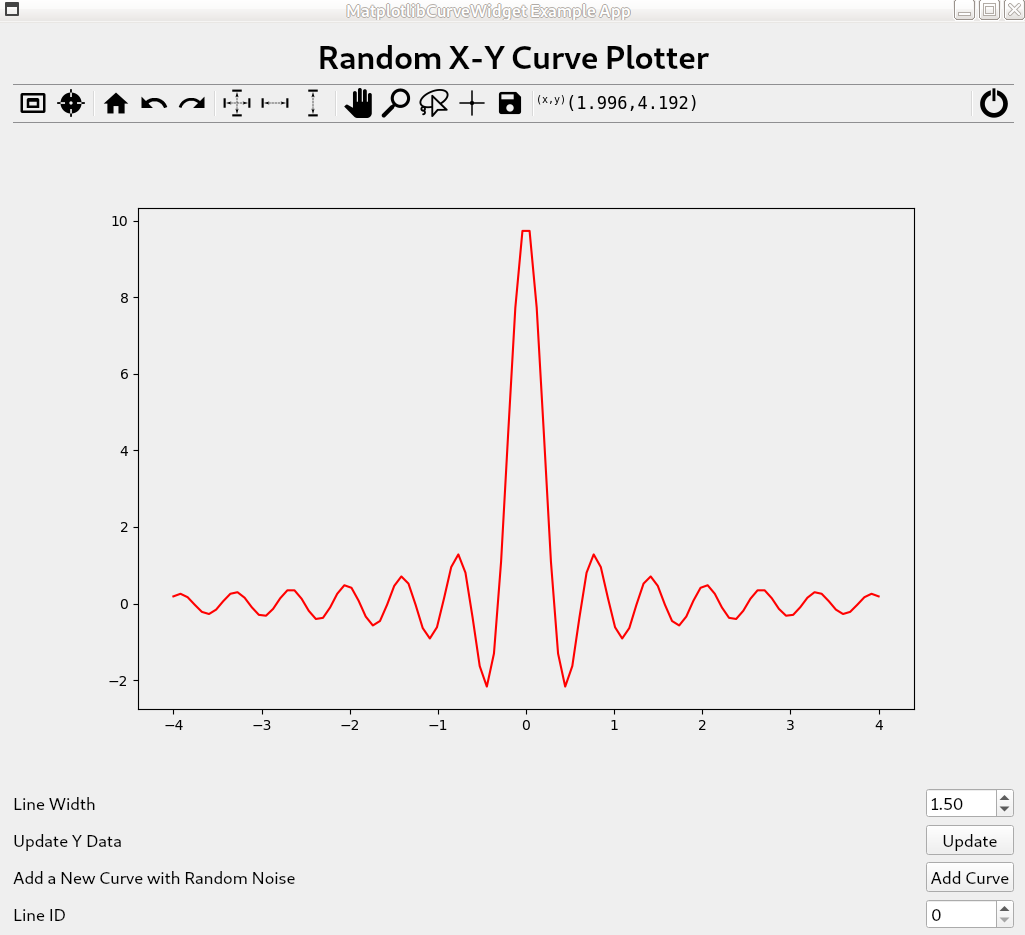 MatplotlibCurveWidget Example App
Random X-Y Curve Plotter
(x,y)(1.996,4.192)
10
8
6
4
2
0
−2
−4 −3 −2 −1 0 1 2 3 4
Line Width 1.50
Update Y Data Update
Add a New Curve with Random Noise Add Curve
Line ID 0